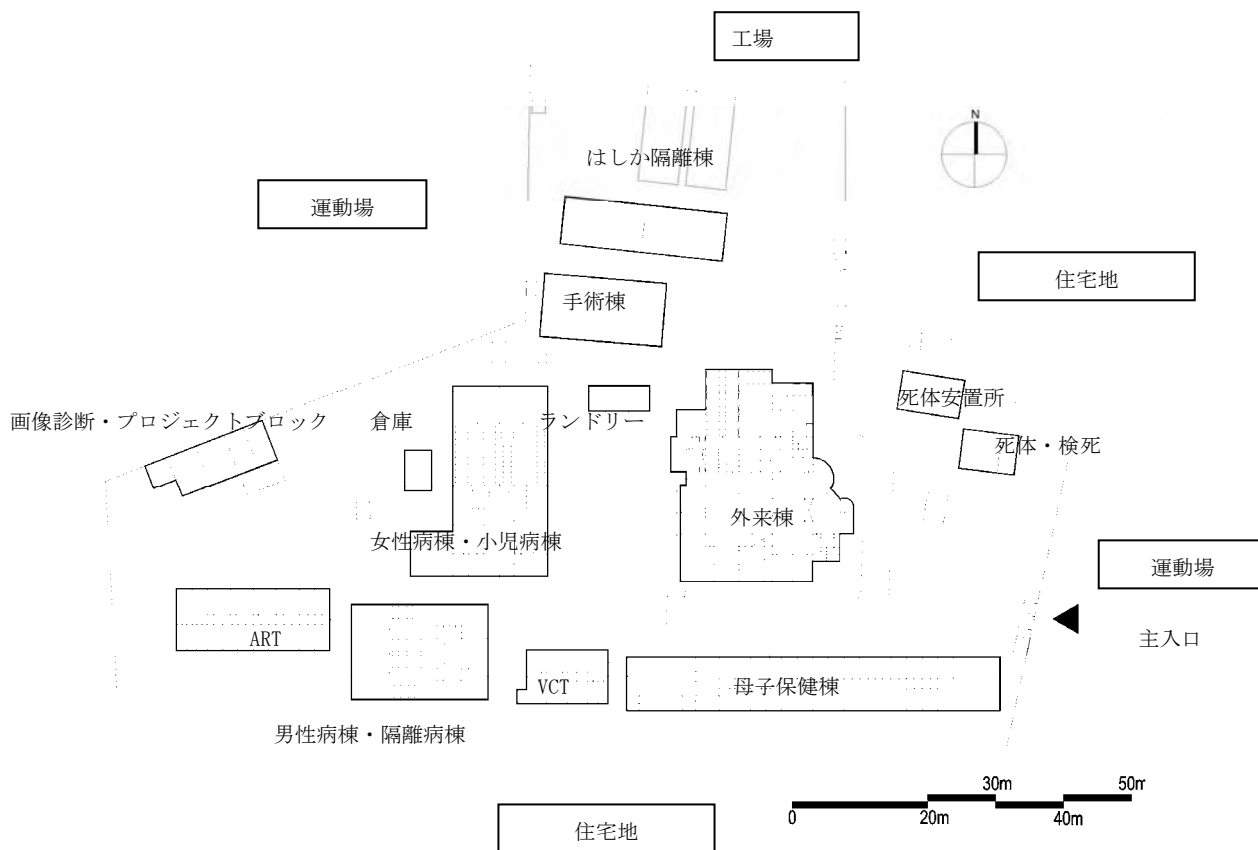 工場
N
はしか隔離棟
運動場
住宅地
手術棟
死体安置所
画像診断・プロジェクトブロック
倉庫
ランドリー
死体・検死
外来棟
女性病棟・小児病棟
運動場
ART
主入口
VCT
母子保健棟
男性病棟・隔離病棟
30m
50m
0
20m
40m
住宅地